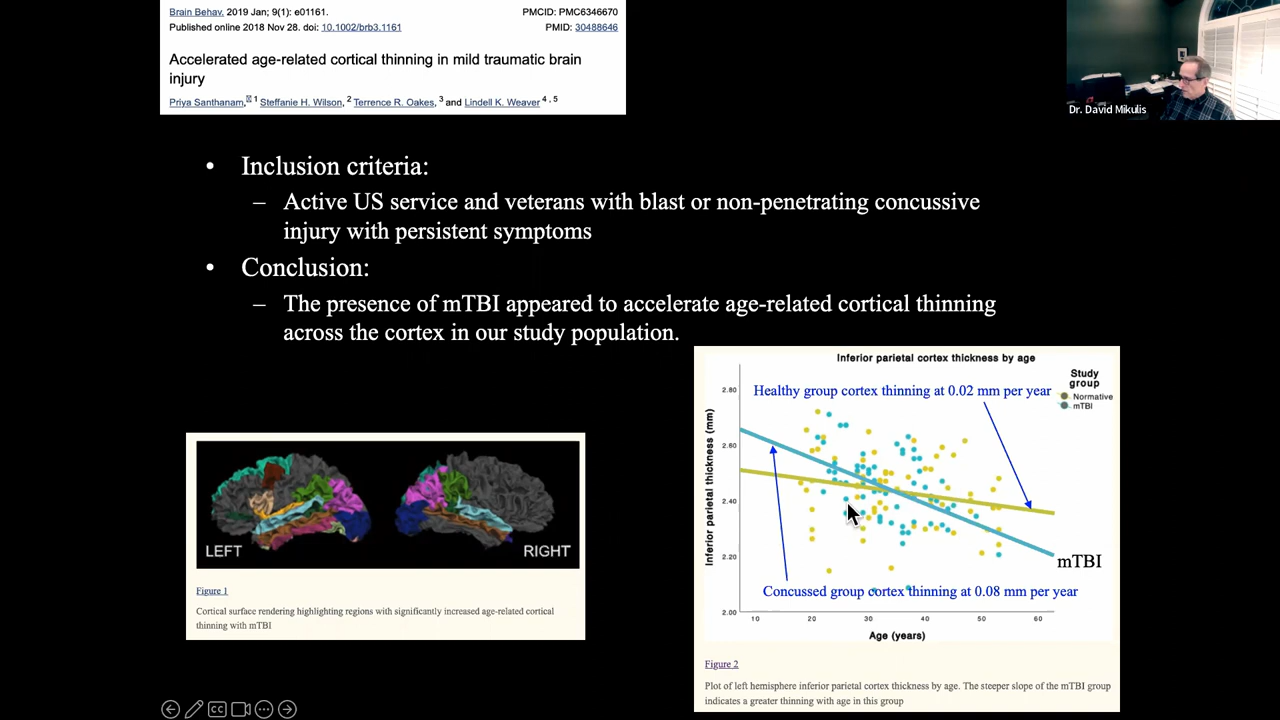 Brain Behav. 2019 Jan; 9(1): e01161.
PMCID: PMC6346670
Published online 2018 Nov 28. doi: 10.1002/brb3.1161
PMID: 30488646
Accelerated age-related cortical thinning in mild traumatic brain
injury
Priya Santhanam, 1 Steffanie H. Wilson, 2 Terrence R. Oakes, 3 and Lindell K. Weaver 4 , 5
Dr. David Mikulis
• Inclusion criteria:
– Active US service and veterans with blast or non-penetrating concussive
injury with persistent symptoms
• Conclusion:
– The presence of mTBI appeared to accelerate age-related cortical thinning
across the cortex in our study population.
LEFT
RIGHT
Figure 1
Cortical surface rendering highlighting regions with significantly increased age-related cortical
thinning with mTBI
Inferior parietal cortex thickness by age
Study
group
Normative
mTBI
Healthy group cortex thinning at 0.02 mm per year
Inferior parietal thickness (mm)
2.80
2.60
2.40
2.20
2.00
mTBI
Concussed group cortex thinning at 0.08 mm per year
10 20 30 40 50 60
Age (years)
Figure 2
Plot of left hemisphere inferior parietal cortex thickness by age. The steeper slope of the mTBI group
indicates a greater thinning with age in this group
CC